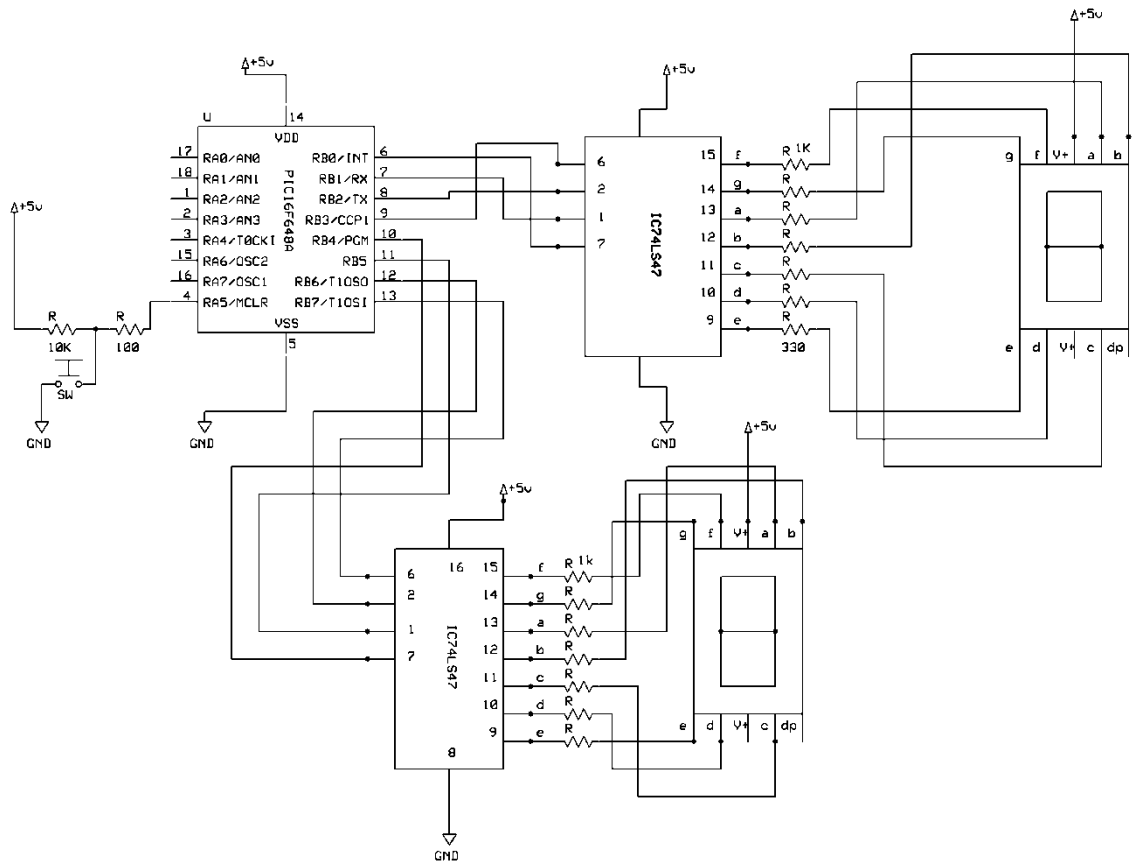 +5v
+5v
+5v
+5v
U
14
VDD
17 RA0/AN0 RB0/INT 6
18 RA1/AN1 RB1/RX 7
1 RA2/AN2 RB2/TX 8
2 RA3/AN3 RB3/CCP1 9
3 RA4/T0CKI RB4/PGM 10
15 RA6/OSC2 RB5 11
16 RA7/OSC1 RB6/T1OSO 12
4 RA5/MCLR RB7/T1OSI 13
PIC16F648A
VSS
5
R
10K
R
100
SW
GND
GND
6
2
1
7
IC74LS47
15 f R 1K
14 g R
13 a R
12 b R
11 c R
10 d R
9 e R
330
GND
g f V+ a b
e d V+ c dp
+5v
+5v
16
6
2
1
7
IC74LS47
15 f R 1k
14 g R
13 a R
12 b R
11 c R
10 d R
9 e R
8
GND
g f V+ a b
e d V+ c dp